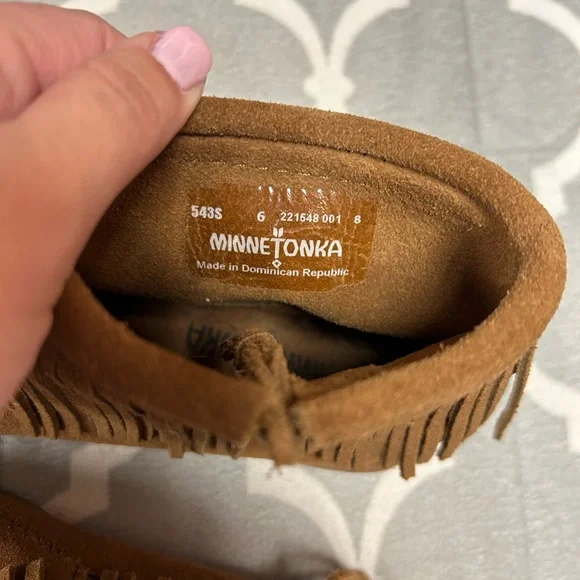 543S 6 221548 001 8
MINNETONKA
Made in Dominican Republic